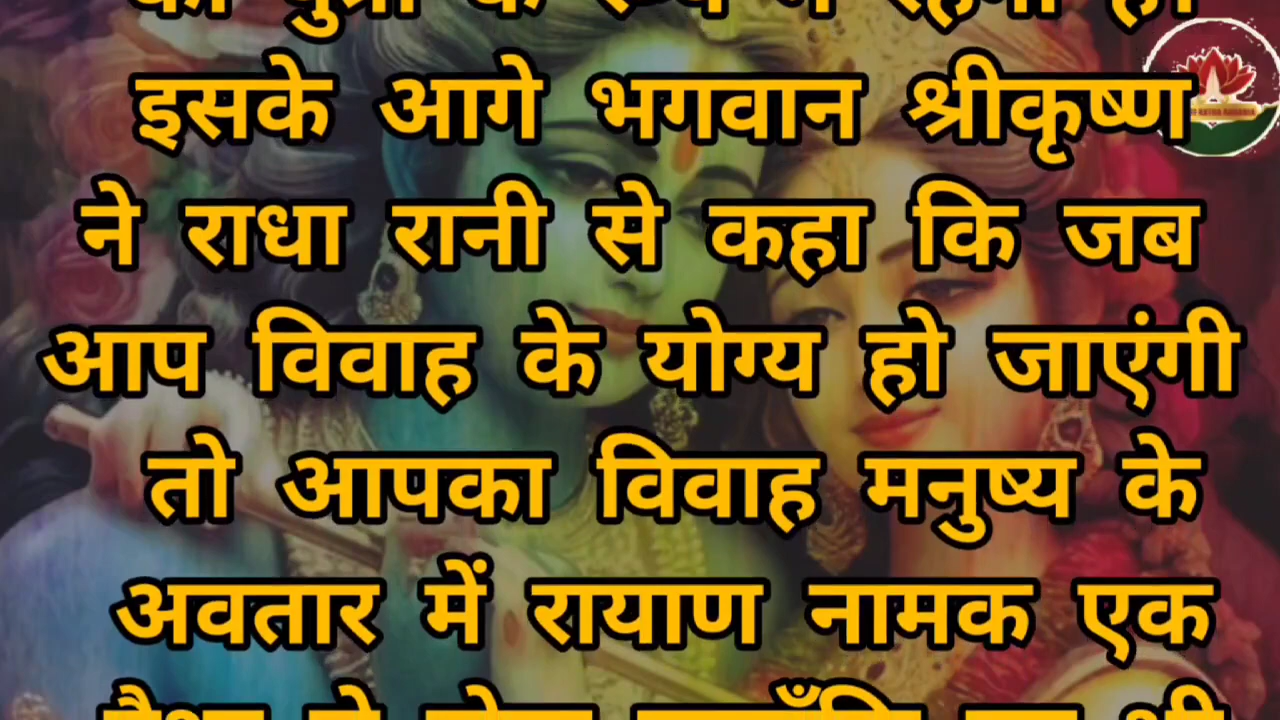 इसके आगे भगवान श्रीकृष्ण
ने राधा रानी से कहा कि जब
आप विवाह के योग्य हो जाएंगी
तो आपका विवाह मनुष्य के
अवतार में रायाण नामक एक